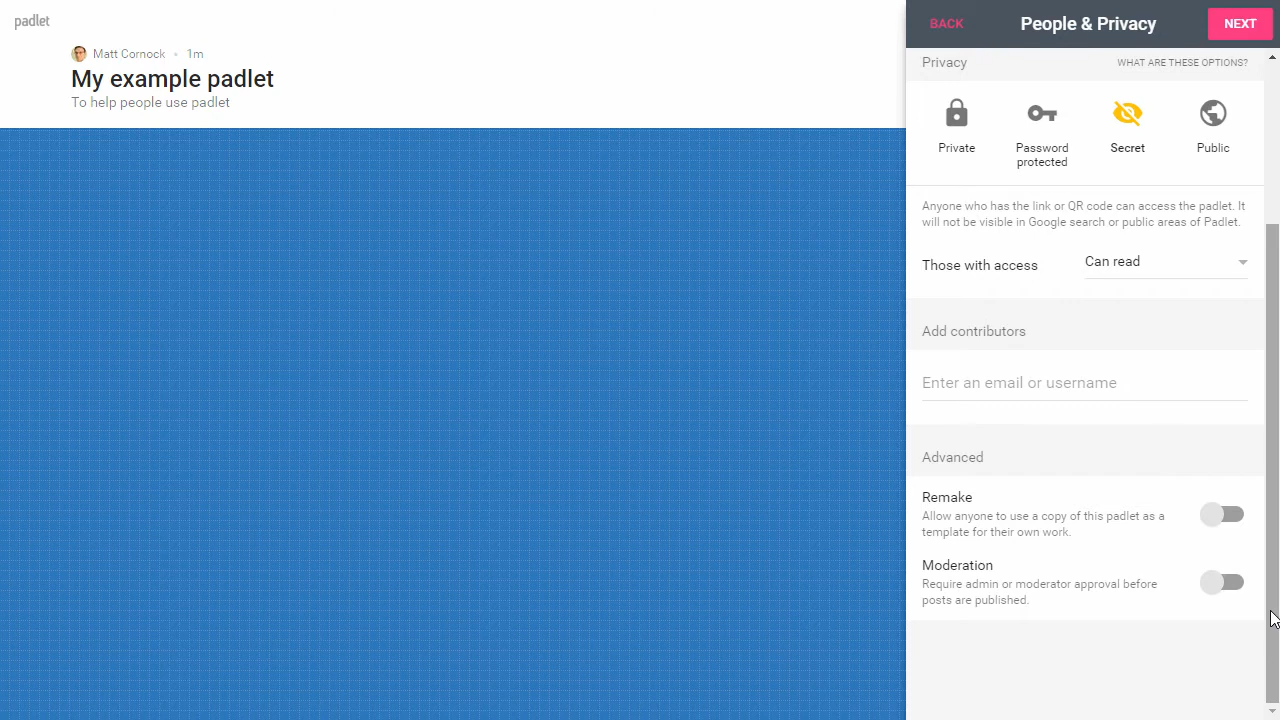 padlet
Matt Cornock • 1m
My example padlet
To help people use padlet
BACK
People & Privacy
NEXT
Privacy
WHAT ARE THESE OPTIONS?
Private
Password
protected
Secret
Public
Anyone who has the link or QR code can access the padlet. It
will not be visible in Google search or public areas of Padlet.
Those with access
Can read
Add contributors
Enter an email or username
Advanced
Remake
Allow anyone to use a copy of this padlet as a
template for their own work.
Moderation
Require admin or moderator approval before
posts are published.